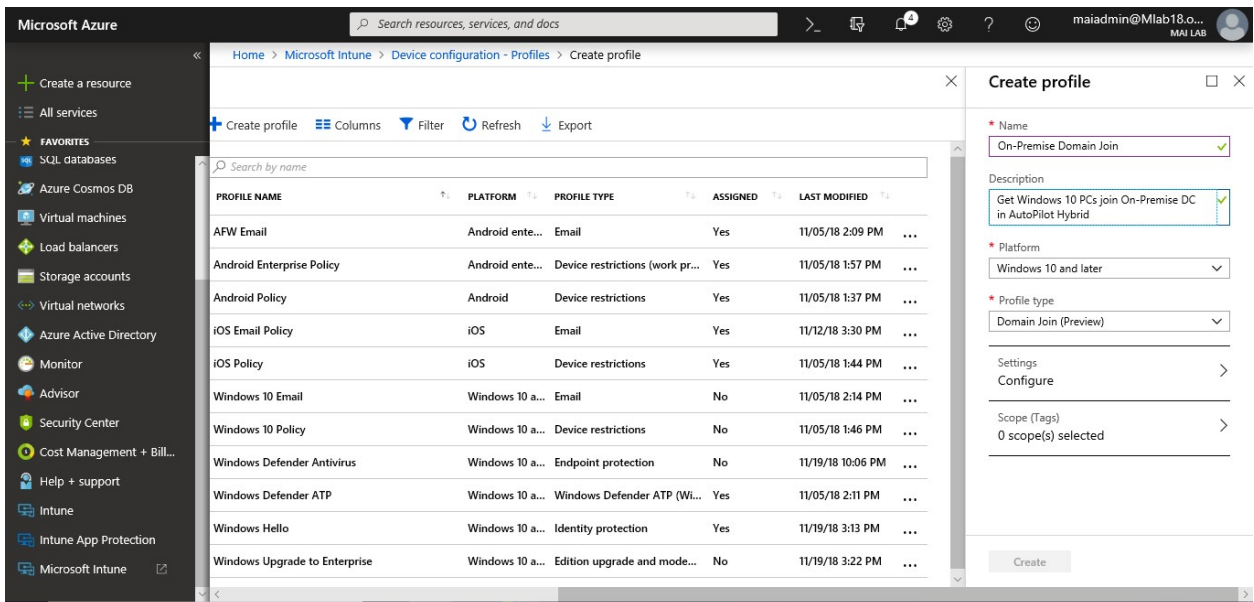 Microsoft Azure
Search resources, services, and docs
4
maiadmin@Mlab18.o...
MAI LAB
Home > Microsoft Intune > Device configuration - Profiles > Create profile
Create a resource
All services
FAVORITES
SQL databases
Azure Cosmos DB
Virtual machines
Load balancers
Storage accounts
Virtual networks
Azure Active Directory
Monitor
Advisor
Security Center
Cost Management + Bill...
Help + support
Intune
Intune App Protection
Microsoft Intune
Create profile Columns Filter Refresh Export
Search by name
PROFILE NAME PLATFORM PROFILE TYPE ASSIGNED LAST MODIFIED
AFW Email Android ente... Email Yes 11/05/18 2:09 PM ...
Android Enterprise Policy Android ente... Device restrictions (work pr... Yes 11/05/18 1:57 PM ...
Android Policy Android Device restrictions Yes 11/05/18 1:37 PM ...
iOS Email Policy iOS Email Yes 11/12/18 3:30 PM ...
iOS Policy iOS Device restrictions Yes 11/05/18 1:44 PM ...
Windows 10 Email Windows 10 a... Email No 11/05/18 2:14 PM ...
Windows 10 Policy Windows 10 a... Device restrictions No 11/05/18 1:46 PM ...
Windows Defender Antivirus Windows 10 a... Endpoint protection No 11/19/18 10:06 PM ...
Windows Defender ATP Windows 10 a... Windows Defender ATP (Wi... Yes 11/05/18 2:11 PM ...
Windows Hello Windows 10 a... Identity protection Yes 11/19/18 3:13 PM ...
Windows Upgrade to Enterprise Windows 10 a... Edition upgrade and mode... No 11/19/18 3:22 PM ...
Create profile
* Name
On-Premise Domain Join
Description
Get Windows 10 PCs join On-Premise DC
in AutoPilot Hybrid
* Platform
Windows 10 and later
* Profile type
Domain Join (Preview)
Settings
Configure
Scope (Tags)
0 scope(s) selected
Create